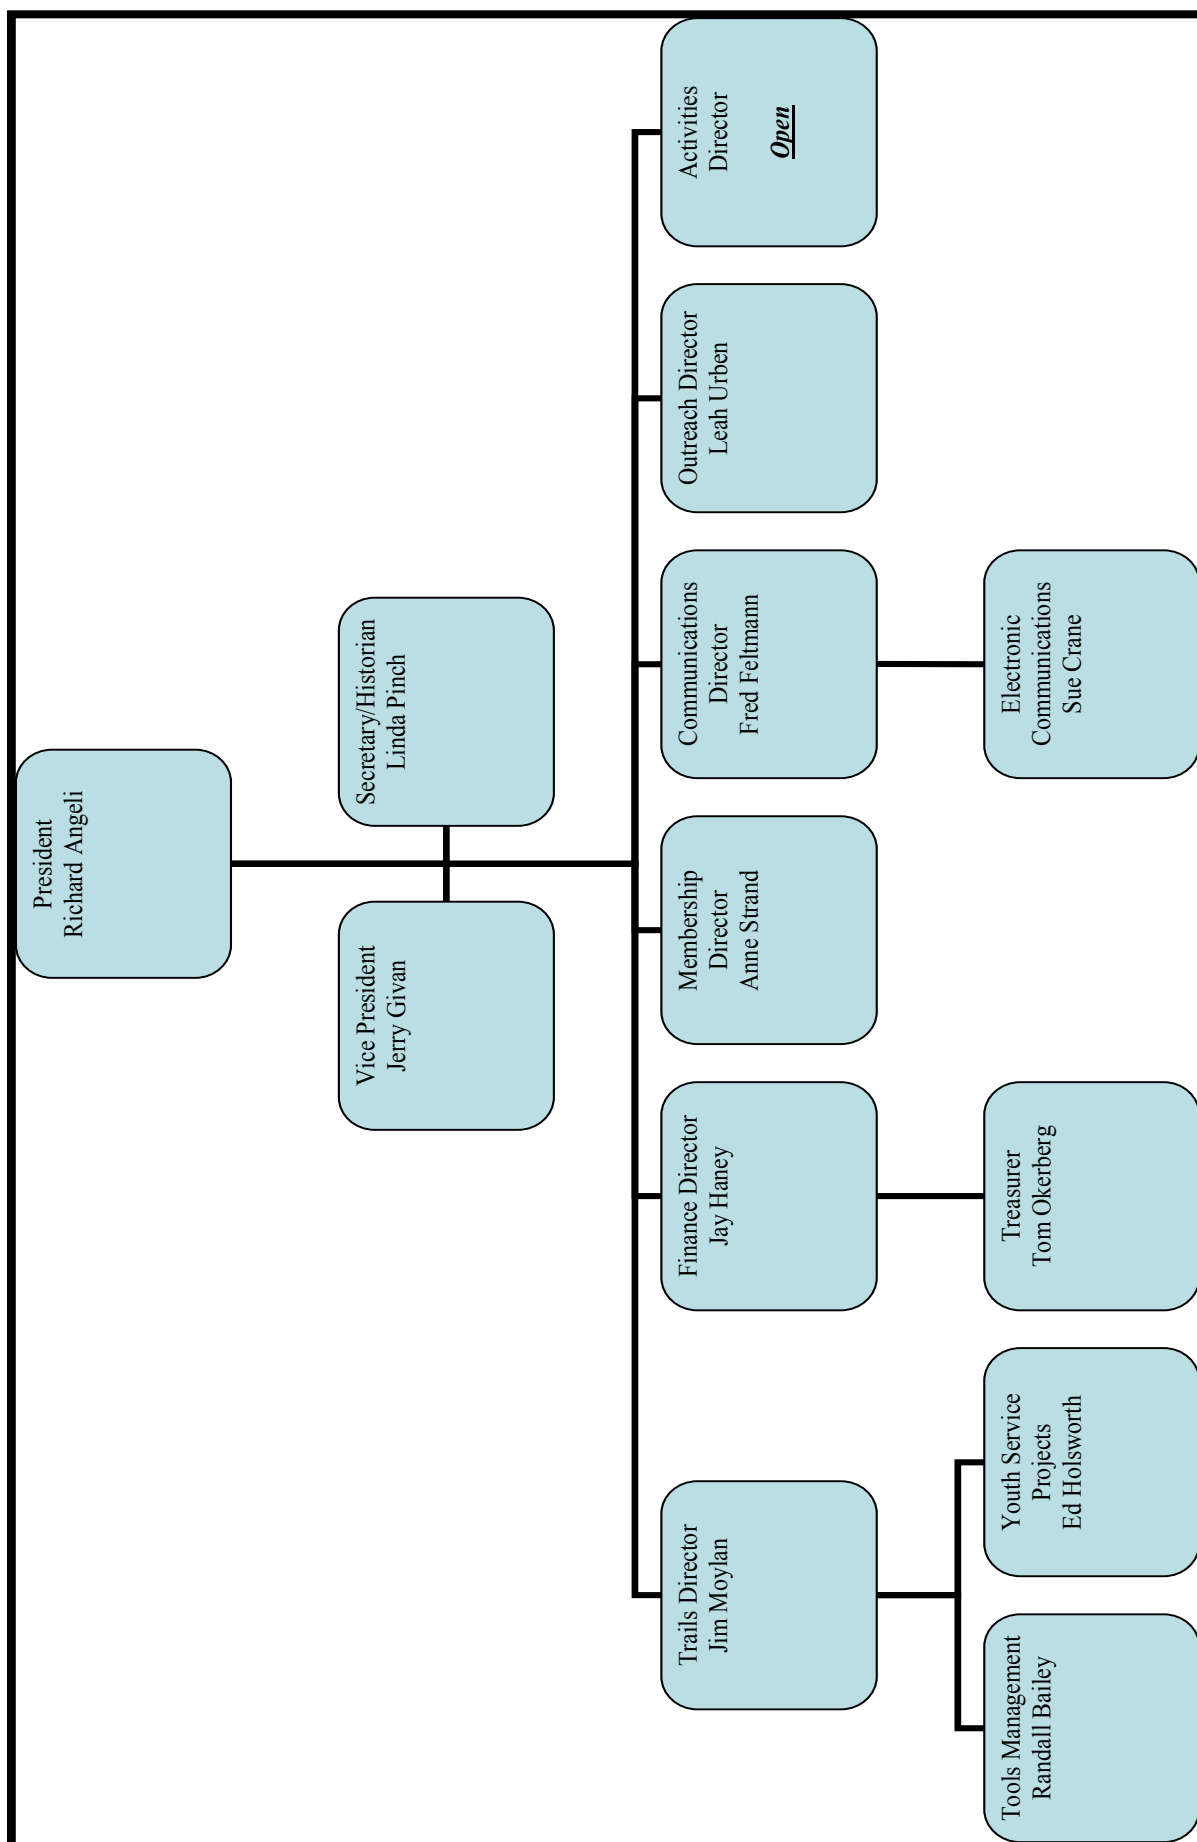 President
Richard Angeli
Vice President
Jerry Givan
Secretary/Historian
Linda Pinch
Trails Director
Jim Moylan
Finance Director
Jay Haney
Membership
Director
Anne Strand
Communications
Director
Fred Feltmann
Outreach Director
Leah Urben
Activities
Director
Open
Tools Management
Randall Bailey
Youth Service
Projects
Ed Holsworth
Treasurer
Tom Okerberg
Electronic
Communications
Sue Crane